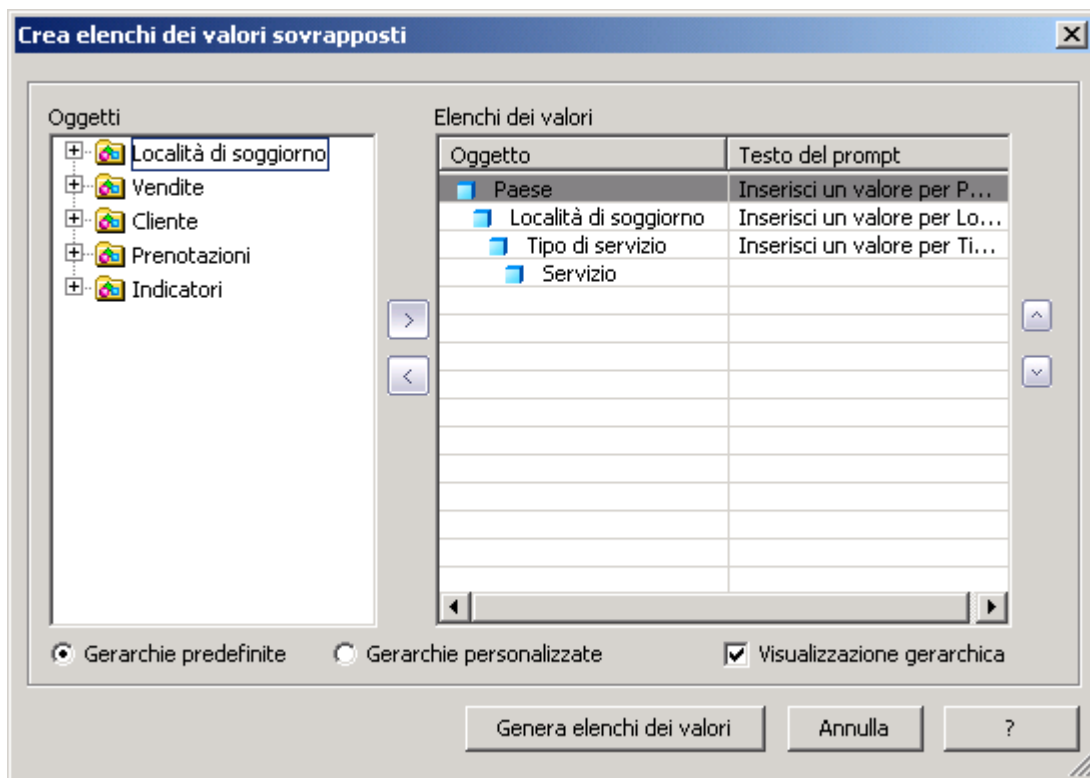 Crea elenchi dei valori sovrapposti
Oggetti
Località di soggiorno
Vendite
Cliente
Prenotazioni
Indicatori
Elenchi dei valori
Oggetto Testo del prompt
Paese Inserisci un valore per P...
Località di soggiorno Inserisci un valore per Lo...
Tipo di servizio Inserisci un valore per Ti...
Servizio
> 
<
Gerarchie predefinite Gerarchie personalizzate Visualizzazione gerarchica
Genera elenchi dei valori Annulla ?